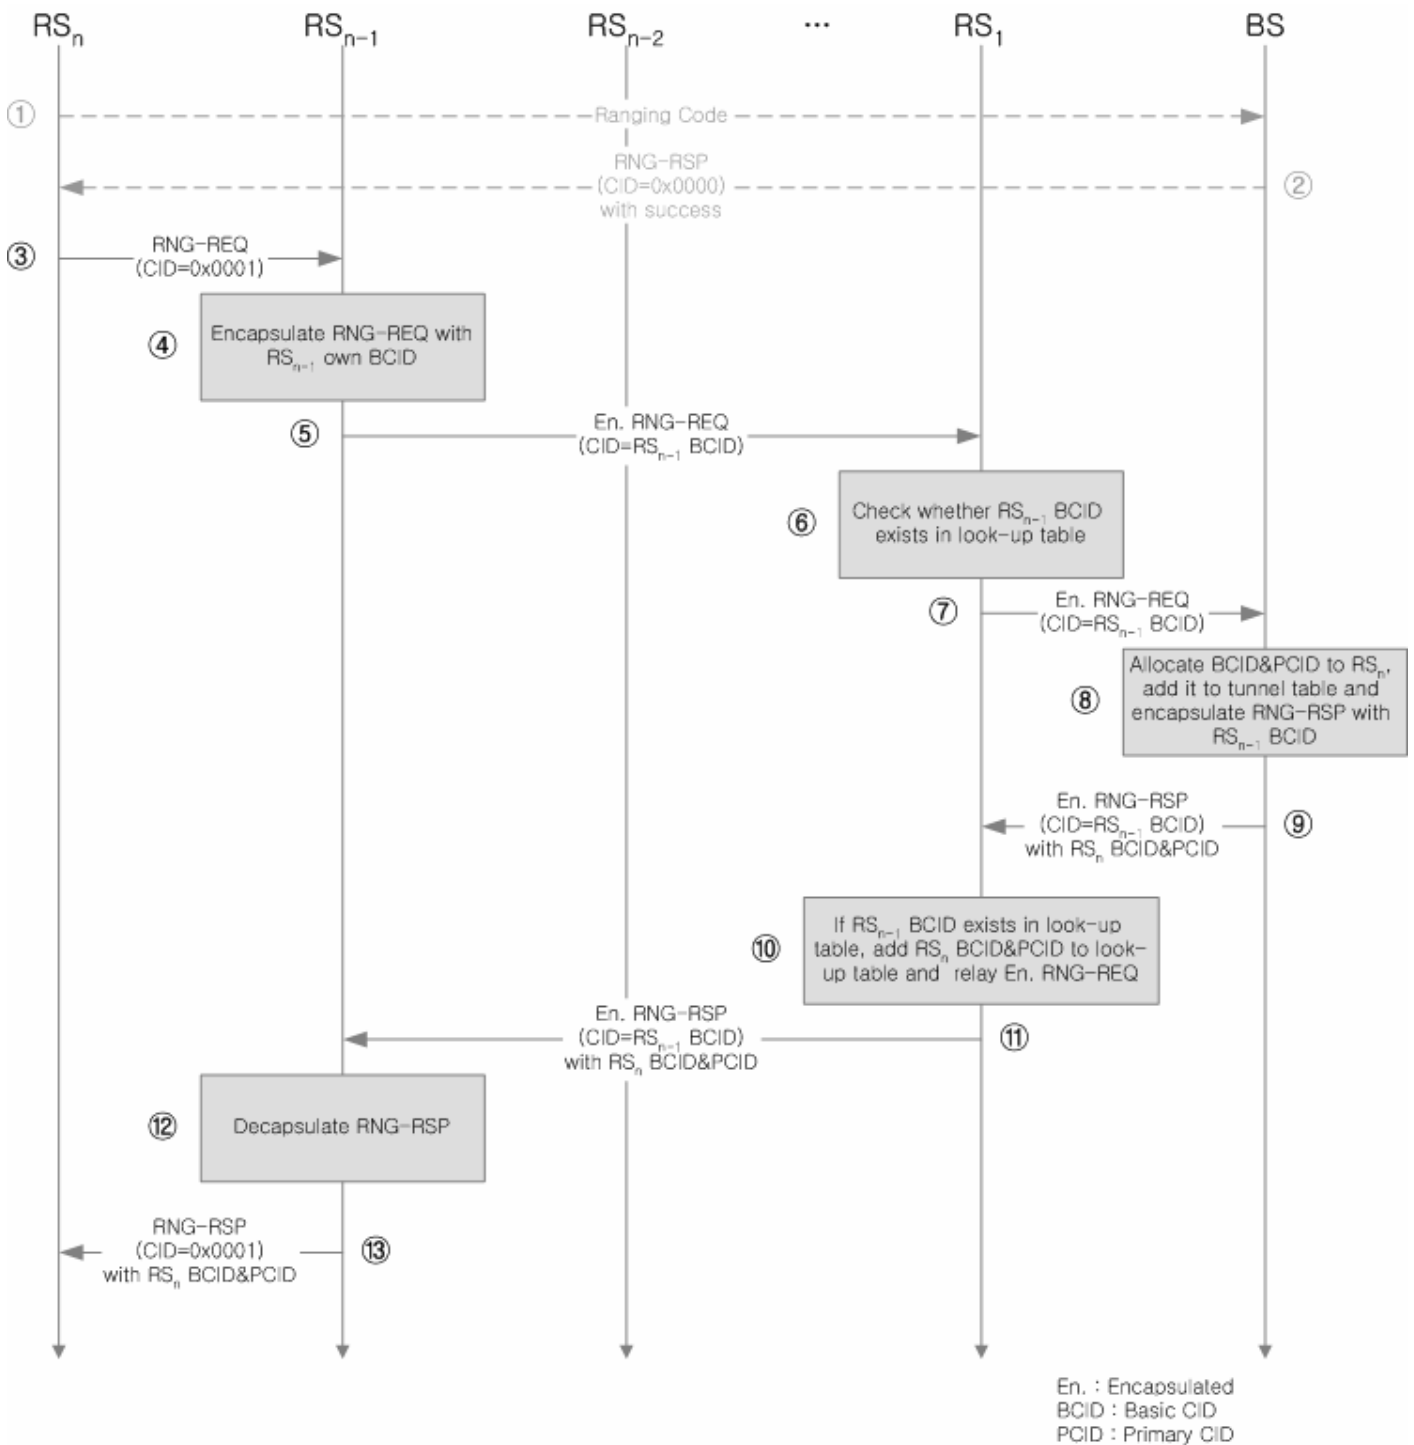 RSn RSn-1 RSn-2 ... RS1 BS
① Ranging Code
RNG-RSP
(CID=0x0000) ②
with success
③ RNG-REQ
(CID=0x0001)
④ Encapsulate RNG-REQ with
RSn-1 own BCID
⑤ En. RNG-REQ
(CID=RSn-1 BCID)
⑥ Check whether RSn-1 BCID
exists in look-up table
⑦ En. RNG-REQ
(CID=RSn-1 BCID)
⑧ Allocate BCID&PCID to RSn,
add it to tunnel table and
encapsulate RNG-RSP with
RSn-1 BCID
En. RNG-RSP
(CID=RSn-1 BCID) ⑨
with RSn BCID&PCID
⑩ If RSn-1 BCID exists in look-up
table, add RSn BCID&PCID to look-
up table and relay En. RNG-REQ
En. RNG-RSP
(CID=RSn-1 BCID) ⑪
with RSn BCID&PCID
⑫ Decapsulate RNG-RSP
RNG-RSP
(CID=0x0001) ⑬
with RSn BCID&PCID
En. : Encapsulated
BCID : Basic CID
PCID : Primary CID